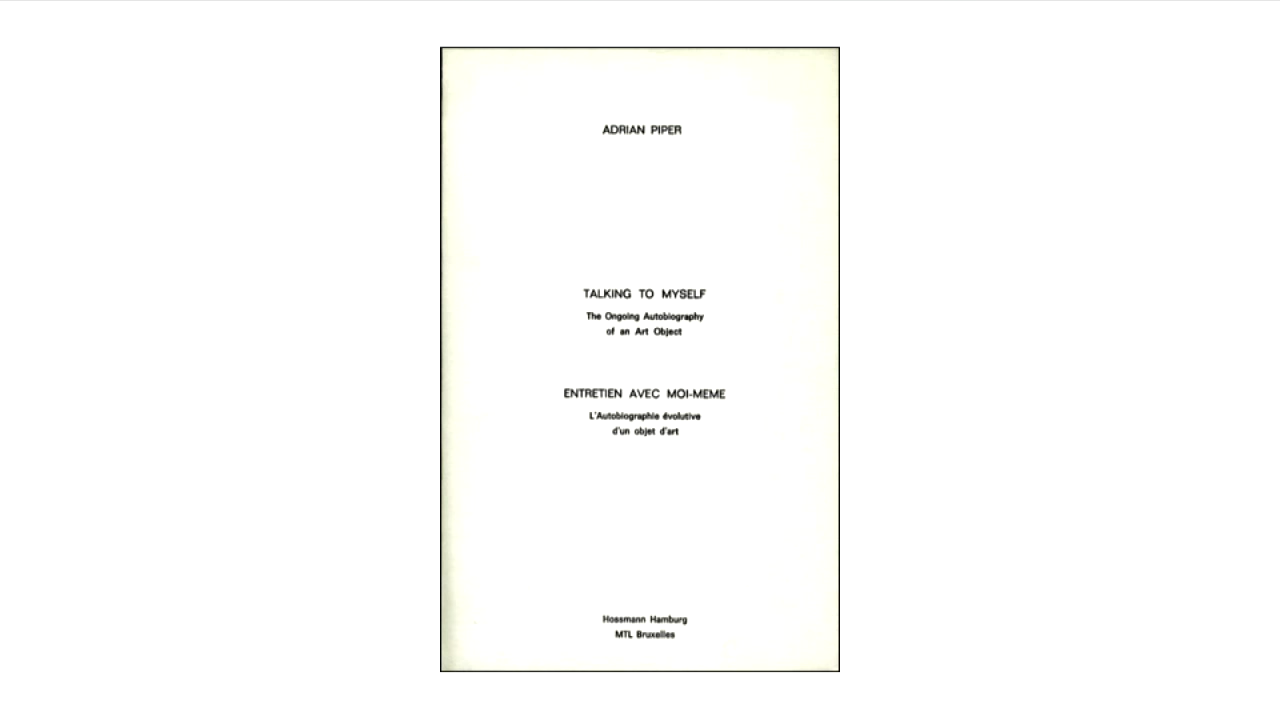 ADRIAN PIPER
TALKING TO MYSELF
The Ongoing Autobiography
of an Art Object
ENTRETIEN AVEC MOI-MEME
L'Autobiographie évolutive
d'un objet d'art
Hossmann Hamburg
MTL Bruxelles